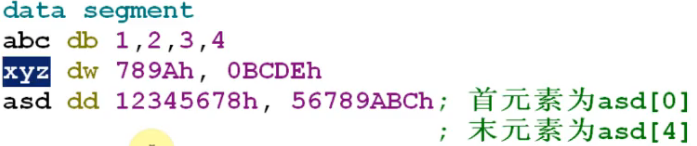 data segment
abc db 1,2,3,4
xyz dw 789Ah, 0BCDEh
asd dd 12345678h, 56789ABCh; 首元素为asd[0]
; 末元素为asd[4]